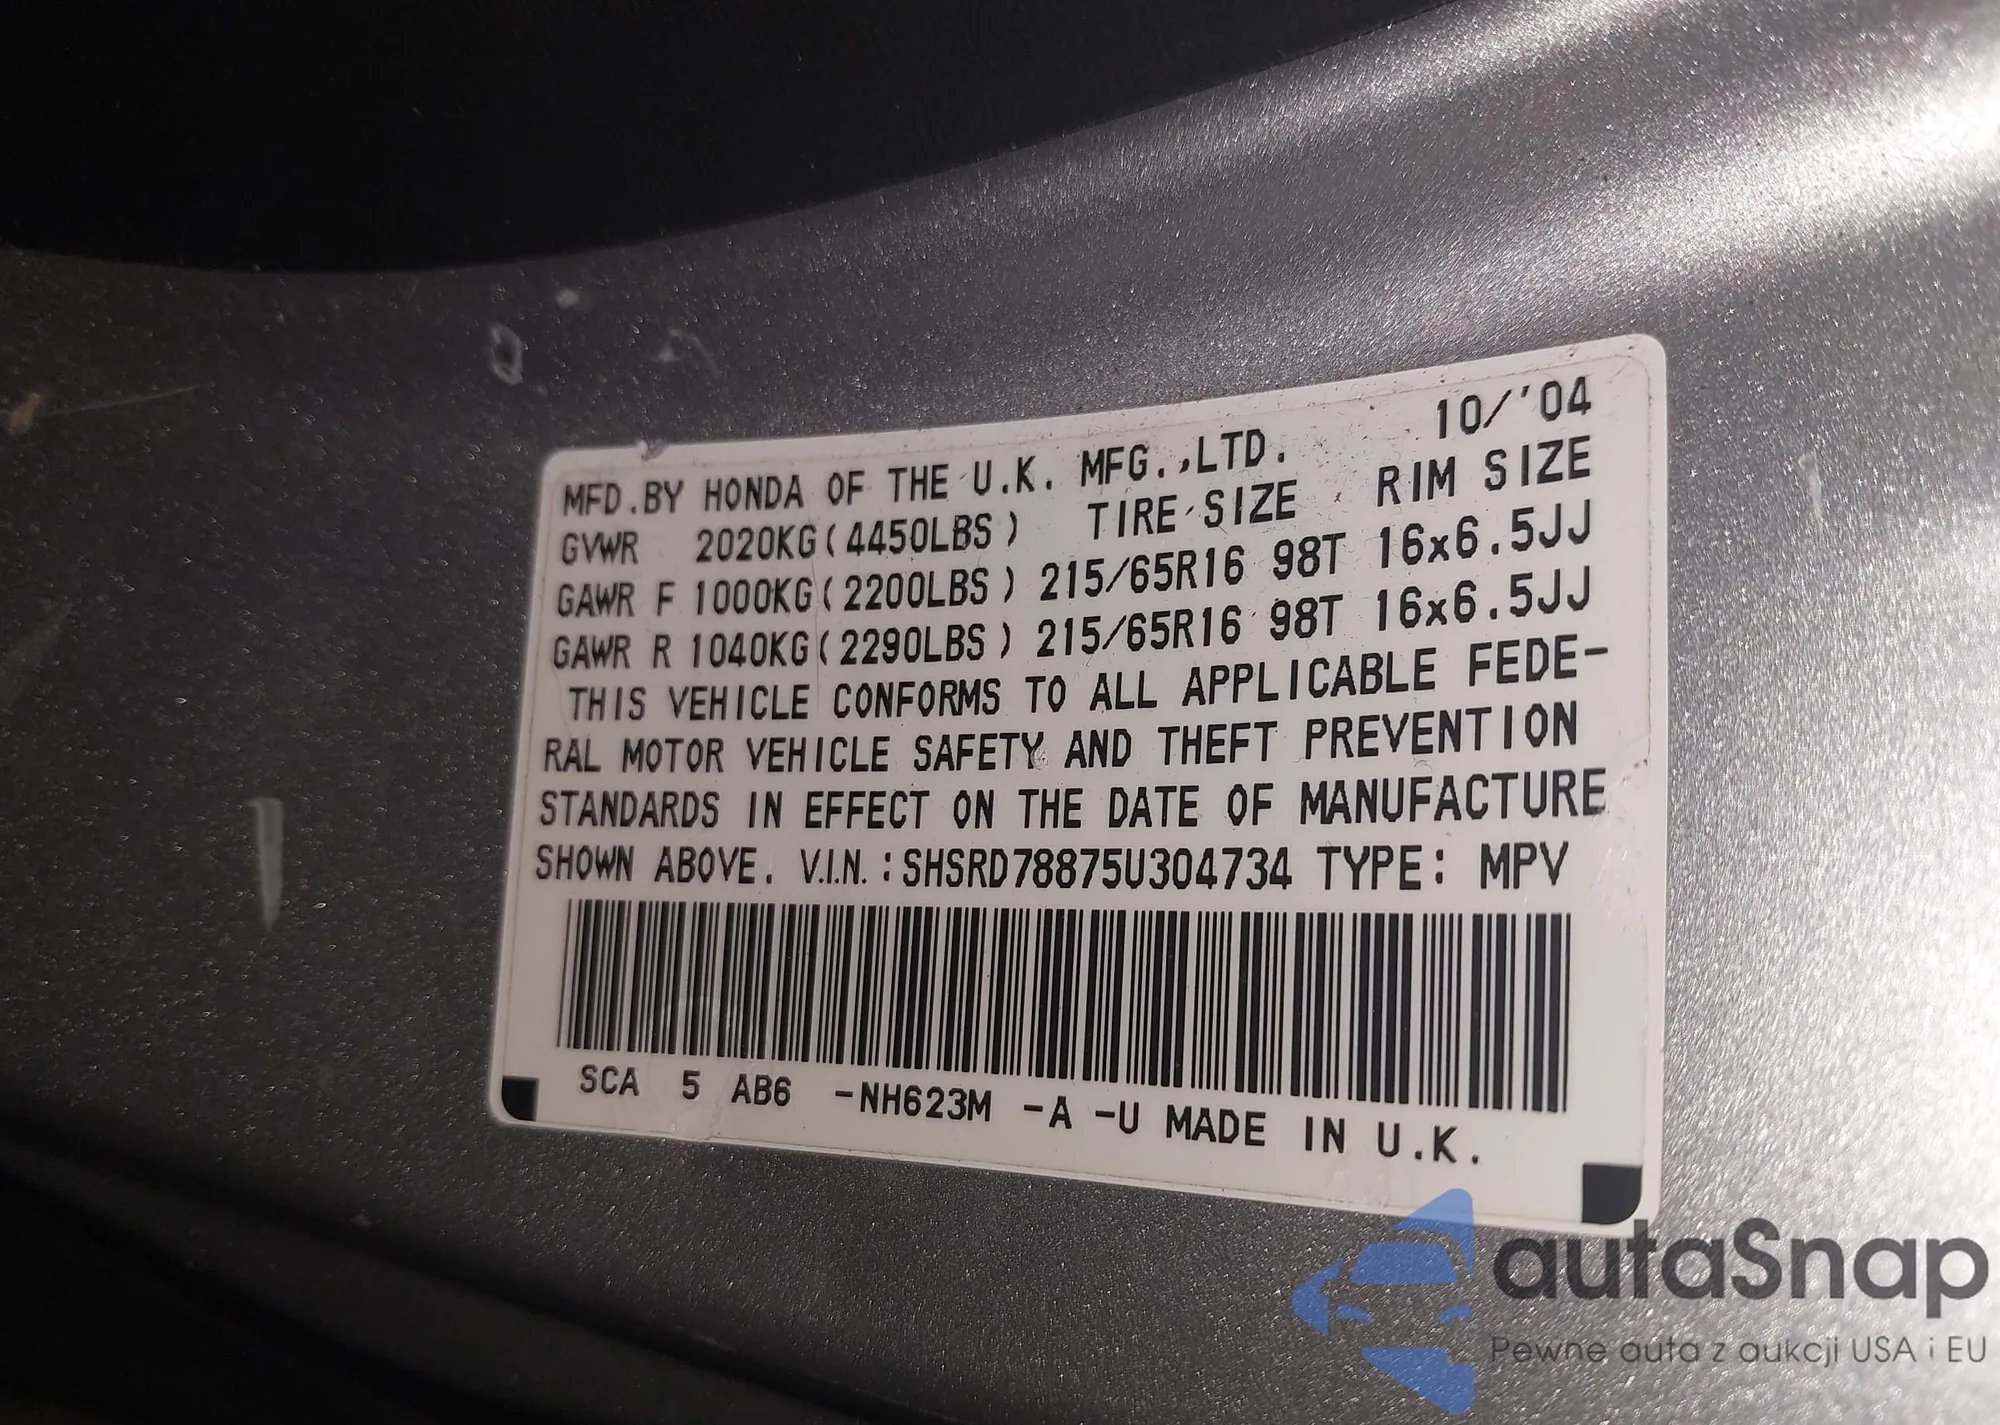 MFD.BY HONDA OF THE U.K. MFG.,LTD. 10/'04
GVWR 2020KG(4450LBS) TIRE SIZE RIM SIZE
GAWR F 1000KG(2200LBS) 215/65R16 98T 16x6.5JJ
GAWR R 1040KG(2290LBS) 215/65R16 98T 16x6.5JJ
THIS VEHICLE CONFORMS TO ALL APPLICABLE FEDE-
RAL MOTOR VEHICLE SAFETY AND THEFT PREVENTION
STANDARDS IN EFFECT ON THE DATE OF MANUFACTURE
SHOWN ABOVE. V.I.N.:SHSRD78875U304734 TYPE: MPV
SCA 5 AB6 -NH623M -A -U MADE IN U.K.
autaSnap
Pewne auta z aukcji USA i EU